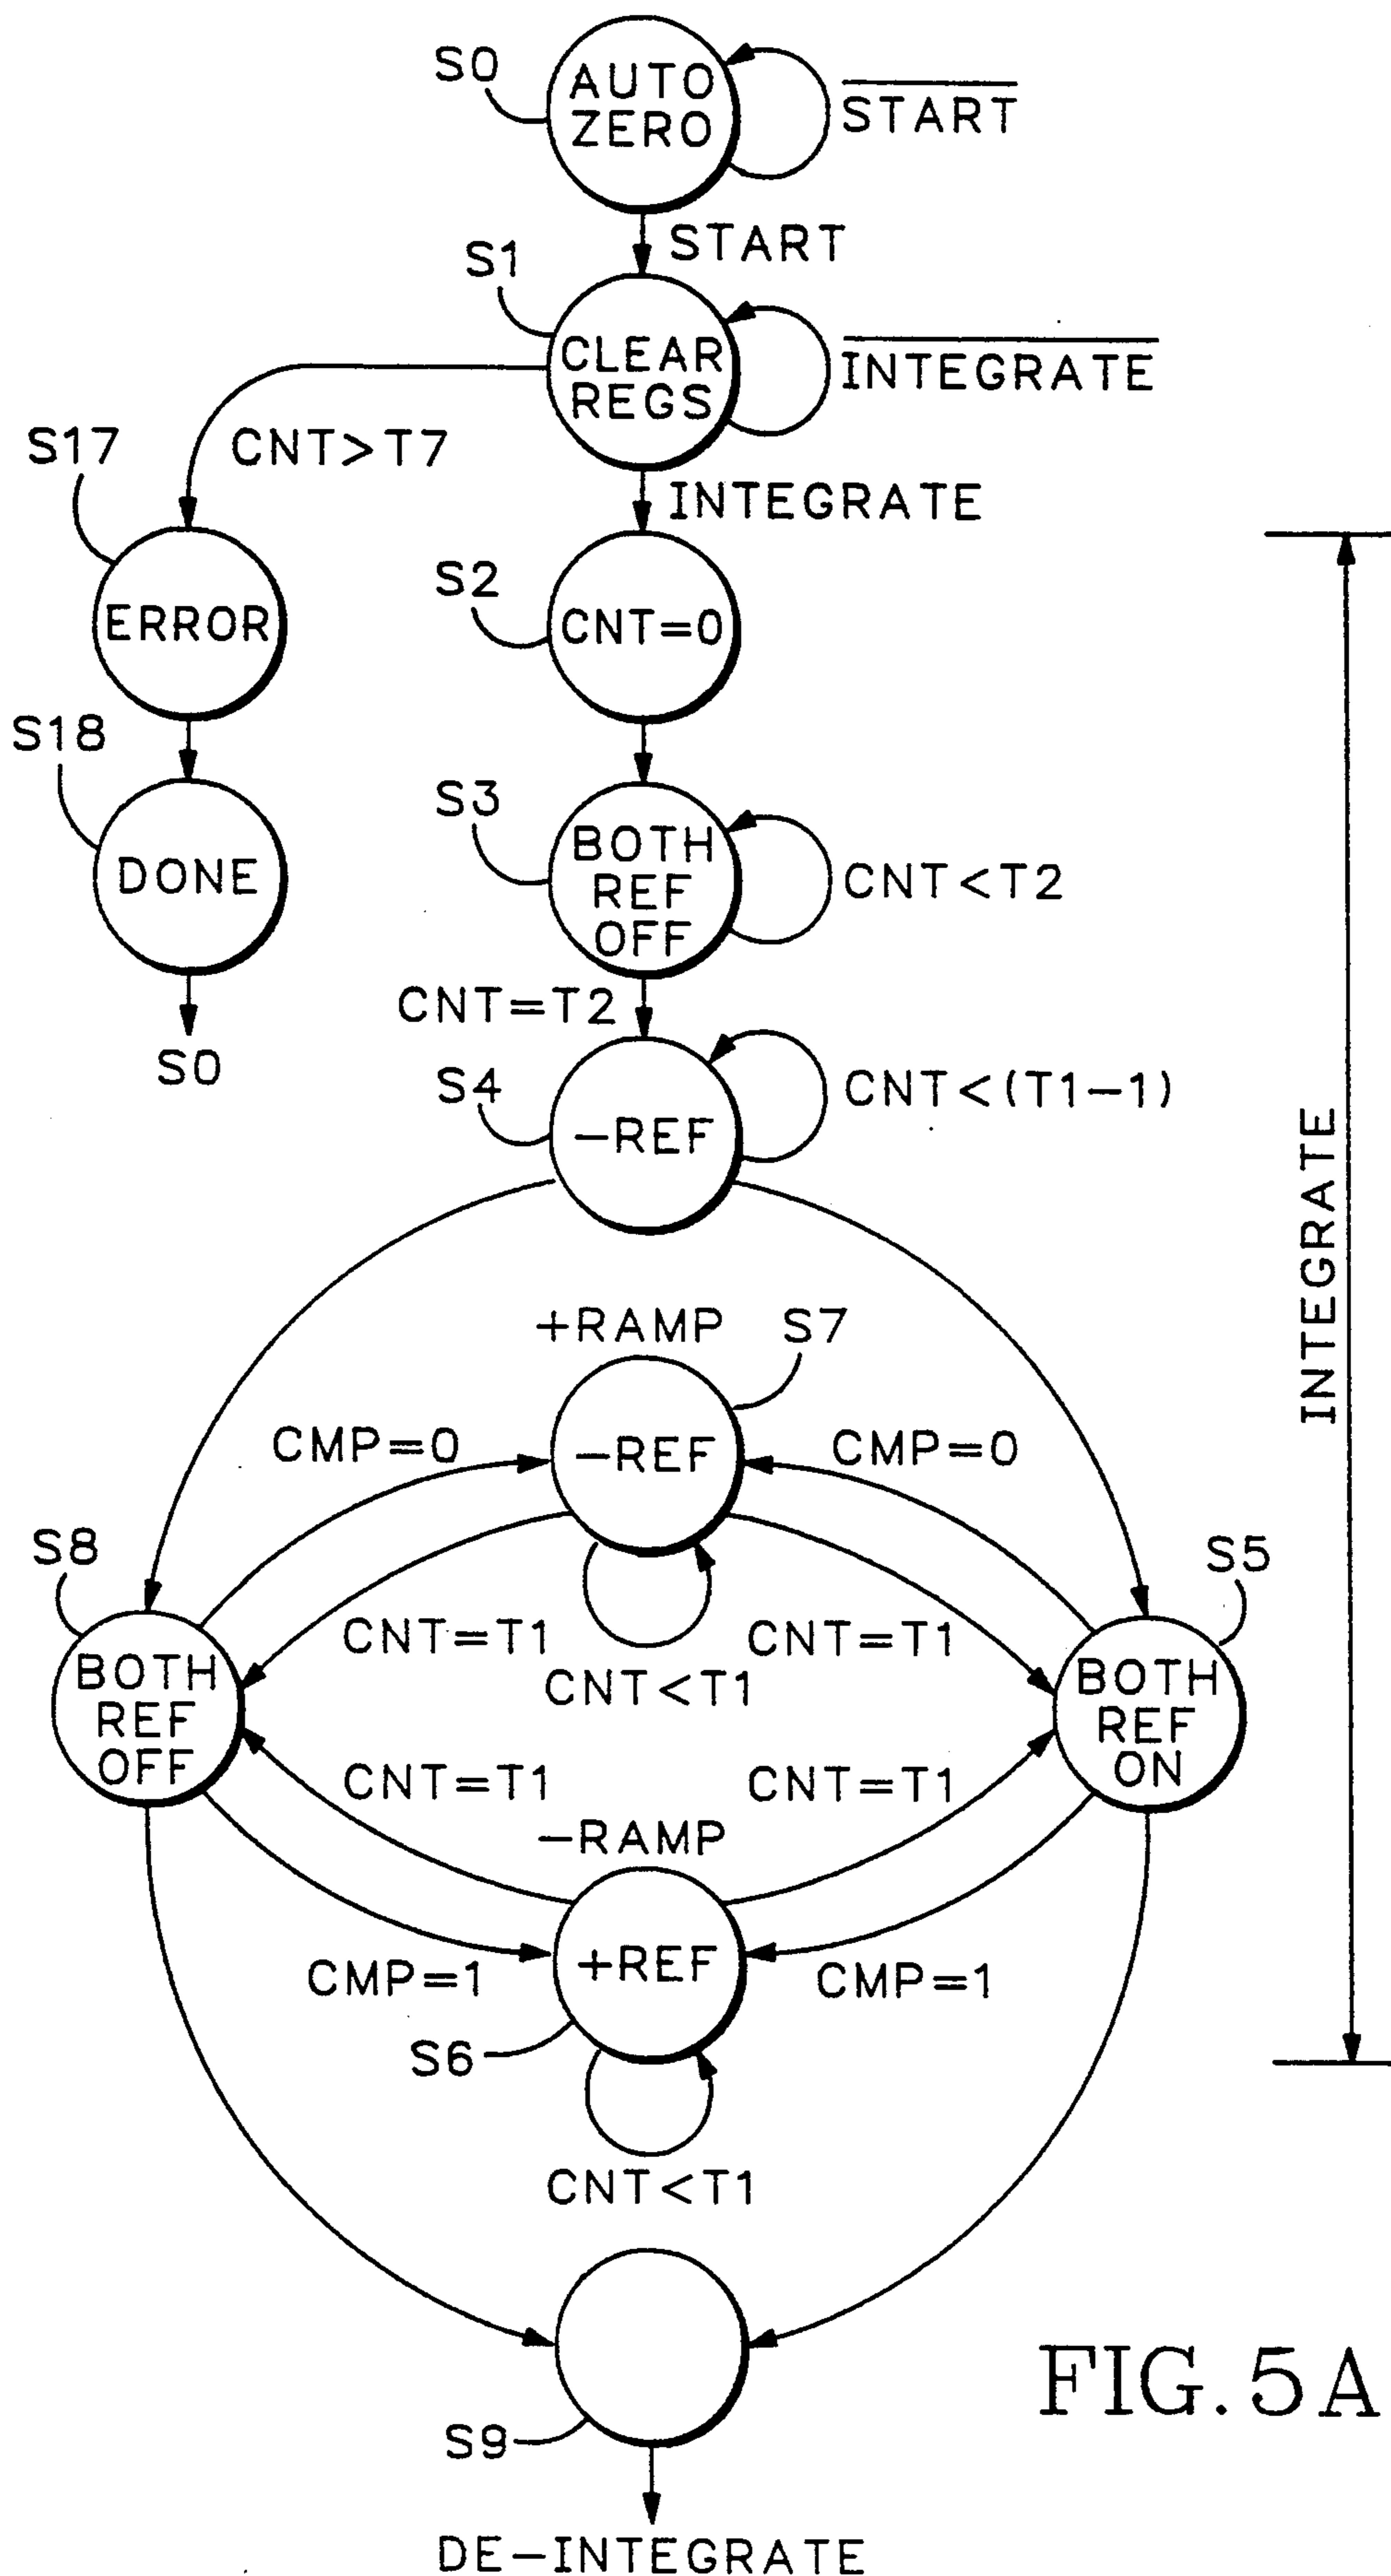 S0
AUTO
ZERO
START
START
S1
CLEAR
REGS
INTEGRATE
S17
CNT>T7
INTEGRATE
ERROR
S2
CNT=0
S18
DONE
S3
BOTH
REF
OFF
CNT<T2
CNT=T2
S0
S4
-REF
CNT<(T1-1)
INTEGRATE
+RAMP
S7
CMP=0
-REF
CMP=0
S8
S5
CNT=T1
CNT=T1
CNT<T1
BOTH
REF
OFF
BOTH
REF
ON
CNT=T1
CNT=T1
-RAMP
+REF
CMP=1
CMP=1
S6
CNT<T1
S9
FIG. 5A
DE-INTEGRATE